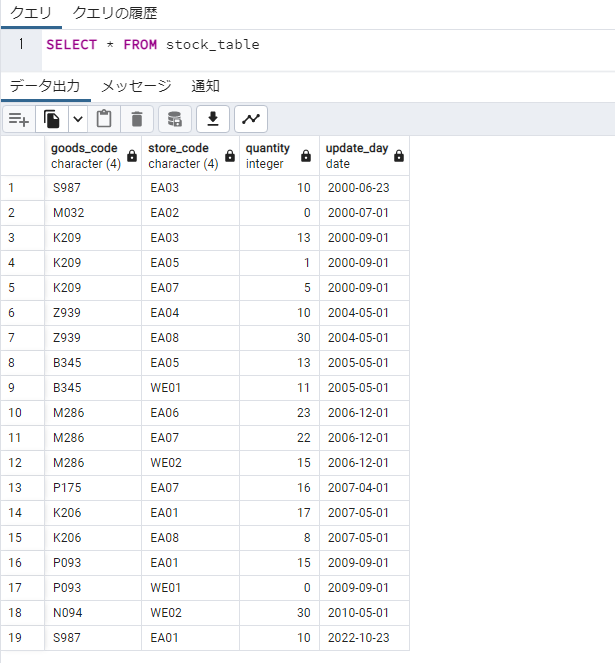 クエリ クエリの履歴
1 SELECT * FROM stock_table
データ出力 メッセージ 通知
goods_code store_code quantity update_day
character (4) character (4) integer date
1 S987 EA03 10 2000-06-23
2 M032 EA02 0 2000-07-01
3 K209 EA03 13 2000-09-01
4 K209 EA05 1 2000-09-01
5 K209 EA07 5 2000-09-01
6 Z939 EA04 10 2004-05-01
7 Z939 EA08 30 2004-05-01
8 B345 EA05 13 2005-05-01
9 B345 WE01 11 2005-05-01
10 M286 EA06 23 2006-12-01
11 M286 EA07 22 2006-12-01
12 M286 WE02 15 2006-12-01
13 P175 EA07 16 2007-04-01
14 K206 EA01 17 2007-05-01
15 K206 EA08 8 2007-05-01
16 P093 EA01 15 2009-09-01
17 P093 WE01 0 2009-09-01
18 N094 WE02 30 2010-05-01
19 S987 EA01 10 2022-10-23